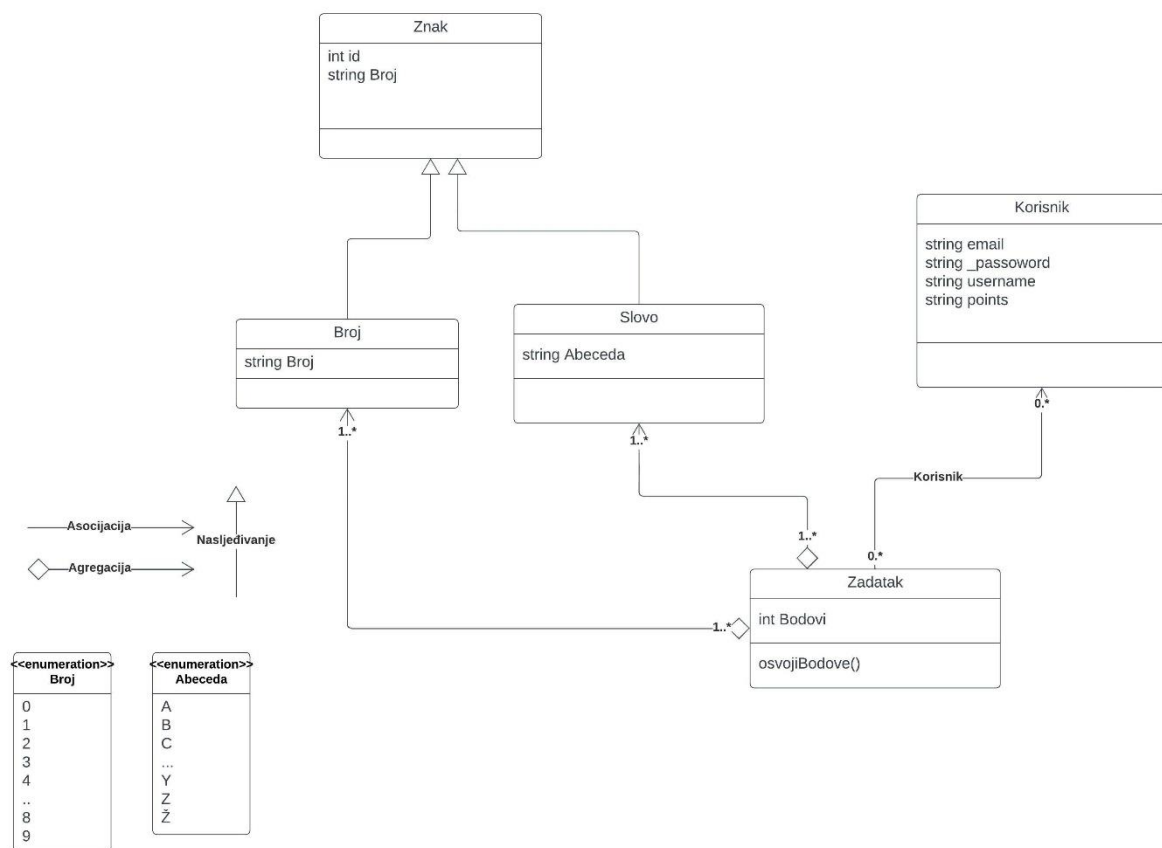 Znak
int id
string Broj
Korisnik
string email
string _passoword
string username
string points
Broj
string Broj
Slovo
string Abeceda
1..*
1..*
0.*
Korisnik
Asocijacija
Nasljeđivanje
Agregacija
1..*
0.*
Zadatak
int Bodovi
1..*
osvojiBodove()
<<enumeration>>
Broj
0
1
2
3
4
..
8
9
<<enumeration>>
Abeceda
A
B
C
...
Y
Z
Ž